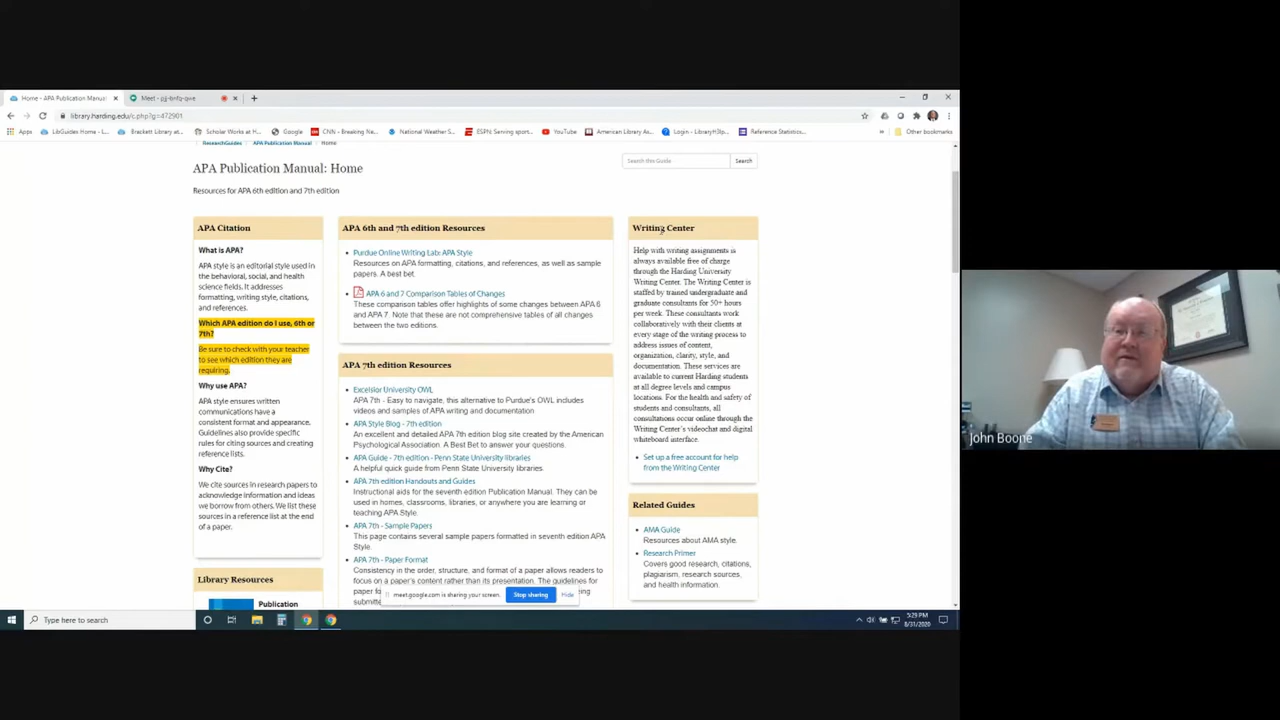 Home - APA Publication Manual:
Meet - pjj-bnfq-qwe
library.harding.edu/c.php?g=472901
Apps
LibGuides Home - L...
Brackett Library at...
Scholar Works at H...
Google
CNN - Breaking Ne...
National Weather S...
ESPN: Serving sport...
YouTube
American Library As...
Login - LibraryH3lp...
Reference Statistics...
»
Other bookmarks
ResearchGuides
APA Publication Manual
Home
APA Publication Manual: Home
Search this Guide
Search
Resources for APA 6th edition and 7th edition
APA Citation
What is APA?
APA style is an editorial style used in
the behavioral, social, and health
science fields. It addresses
formatting, writing style, citations,
and references.
Which APA edition do I use, 6th or
7th?
Be sure to check with your teacher
to see which edition they are
requiring.
Why use APA?
APA style ensures written
communications have a
consistent format and appearance.
Guidelines also provide specific
rules for citing sources and creating
reference lists.
Why Cite?
We cite sources in research papers to
acknowledge information and ideas
we borrow from others. We list these
sources in a reference list at the end
of a paper.
Library Resources
Publication
APA 6th and 7th edition Resources
Purdue Online Writing Lab: APA Style
Resources on APA formatting, citations, and references, as well as sample
papers. A best bet.
APA 6 and 7 Comparison Tables of Changes
These comparison tables offer highlights of some changes between APA 6
and APA 7. Note that these are not comprehensive tables of all changes
between the two editions.
APA 7th edition Resources
Excelsior University OWL
APA 7th - Easy to navigate, this alternative to Purdue's OWL includes
videos and samples of APA writing and documentation
APA Style Blog - 7th edition
An excellent and detailed APA 7th edition blog site created by the American
Psychological Association. A Best Bet to answer your questions.
APA Guide - 7th edition - Penn State University libraries
A helpful quick guide from Penn State University libraries.
APA 7th edition Handouts and Guides
Instructional aids for the seventh edition Publication Manual. They can be
used in homes, classrooms, libraries, or anywhere you are learning or
teaching APA Style.
APA 7th - Sample Papers
This page contains several sample papers formatted in seventh edition APA
Style.
APA 7th - Paper Format
Consistency in the order, structure, and format of a paper allows readers to
focus on a paper's content rather than its presentation. The guidelines for
paper fo
submitte
meet.google.com is sharing your screen.
Stop sharing
Hide
Writing Center
Help with writing assignments is
always available free of charge
through the Harding University
Writing Center. The Writing Center is
staffed by trained undergraduate and
graduate consultants for 50+ hours
per week. These consultants work
collaboratively with their clients at
every stage of the writing process to
address issues of content,
organization, clarity, style, and
documentation. These services are
available to current Harding students
at all degree levels and campus
locations. For the health and safety of
students and consultants, all
consultations occur online through the
Writing Center's videochat and digital
whiteboard interface.
Set up a free account for help
from the Writing Center
Related Guides
AMA Guide
Resources about AMA style.
Research Primer
Covers good research, citations,
plagiarism, research sources,
and health information.
John Boone
Type here to search
5:29 PM
8/31/2020